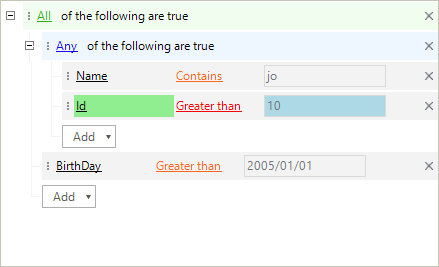 All of the following are true
Any of the following are true
Name Contains jo
Id Greater than 10
Add
BirthDay Greater than 2005/01/01
Add